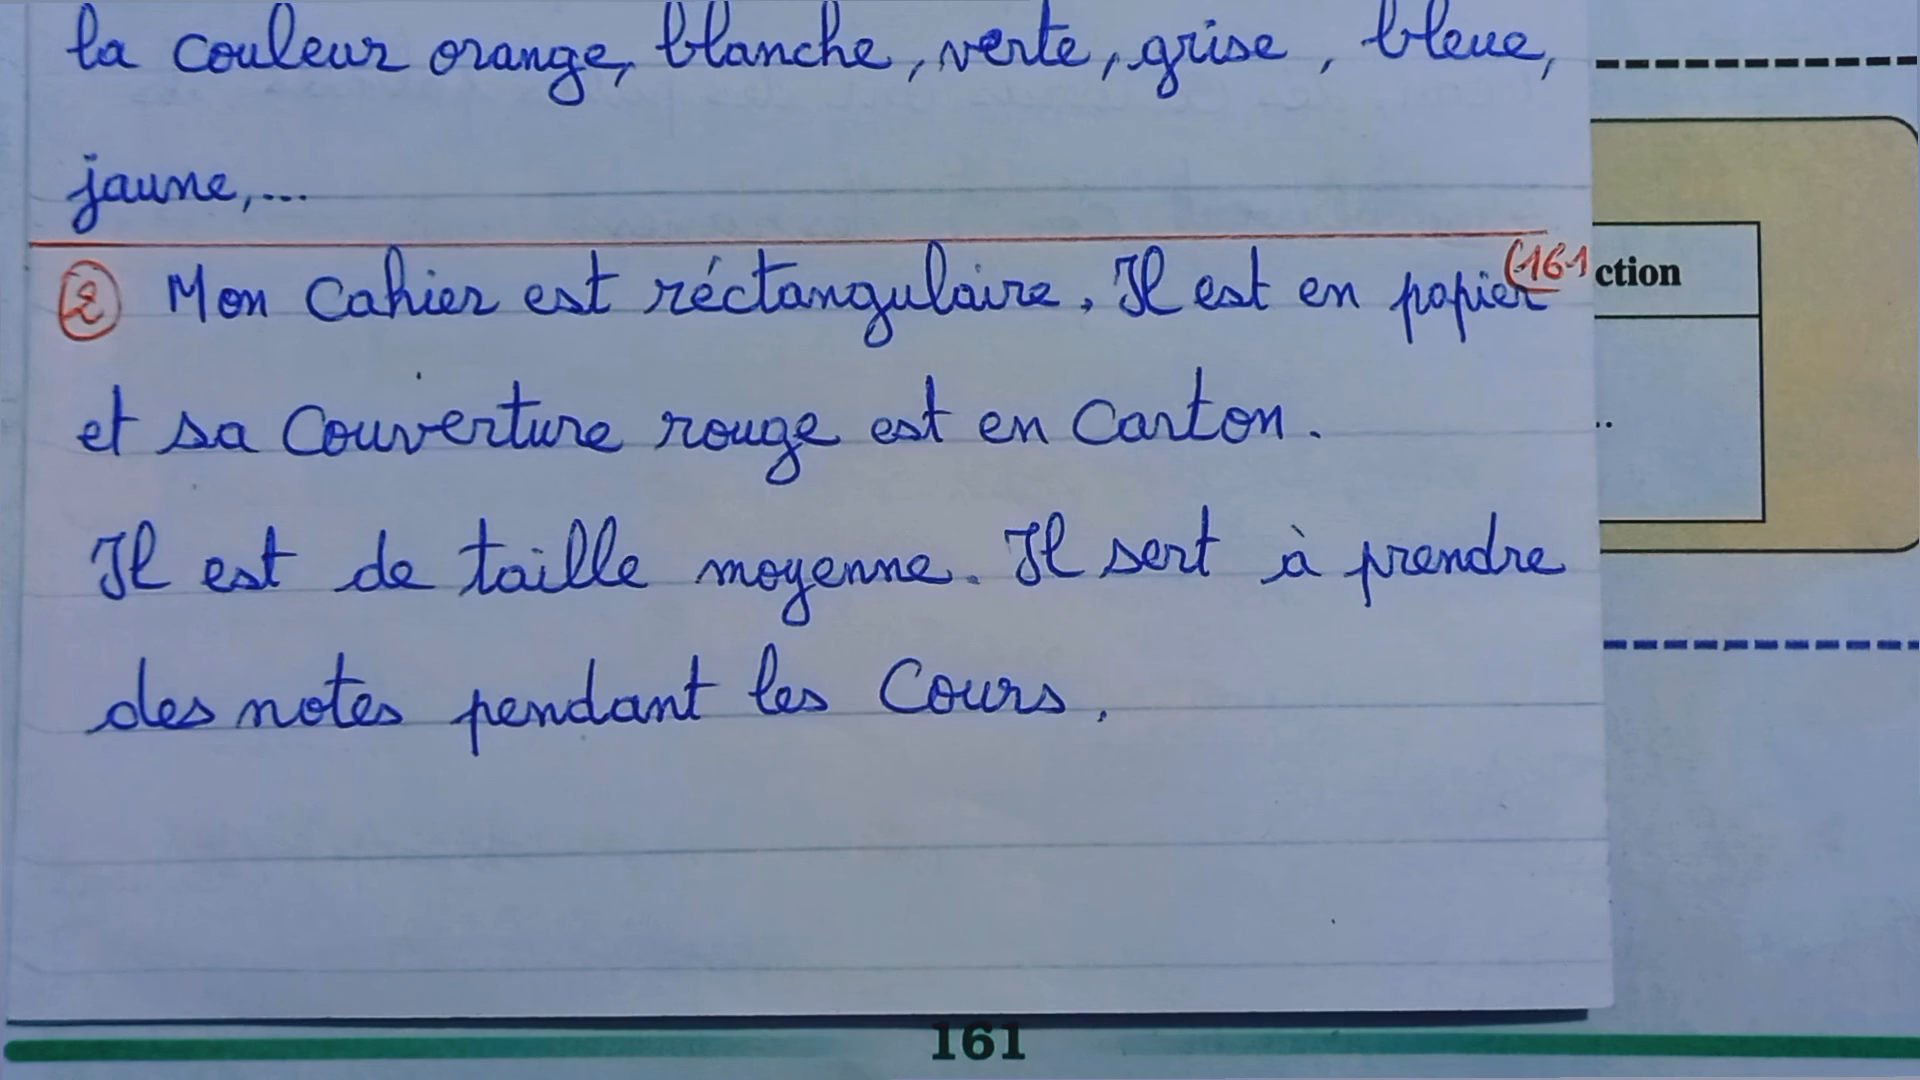 la couleur orange, blanche, verte, grise, bleue,
jaune,...
(161
② Mon Cahier est réctangulaire. Il est en papier
ction
et sa Couverture rouge est en Carton.
..
Il est de taille moyenne. Il sert à prendre
des notes pendant les Cours.
161